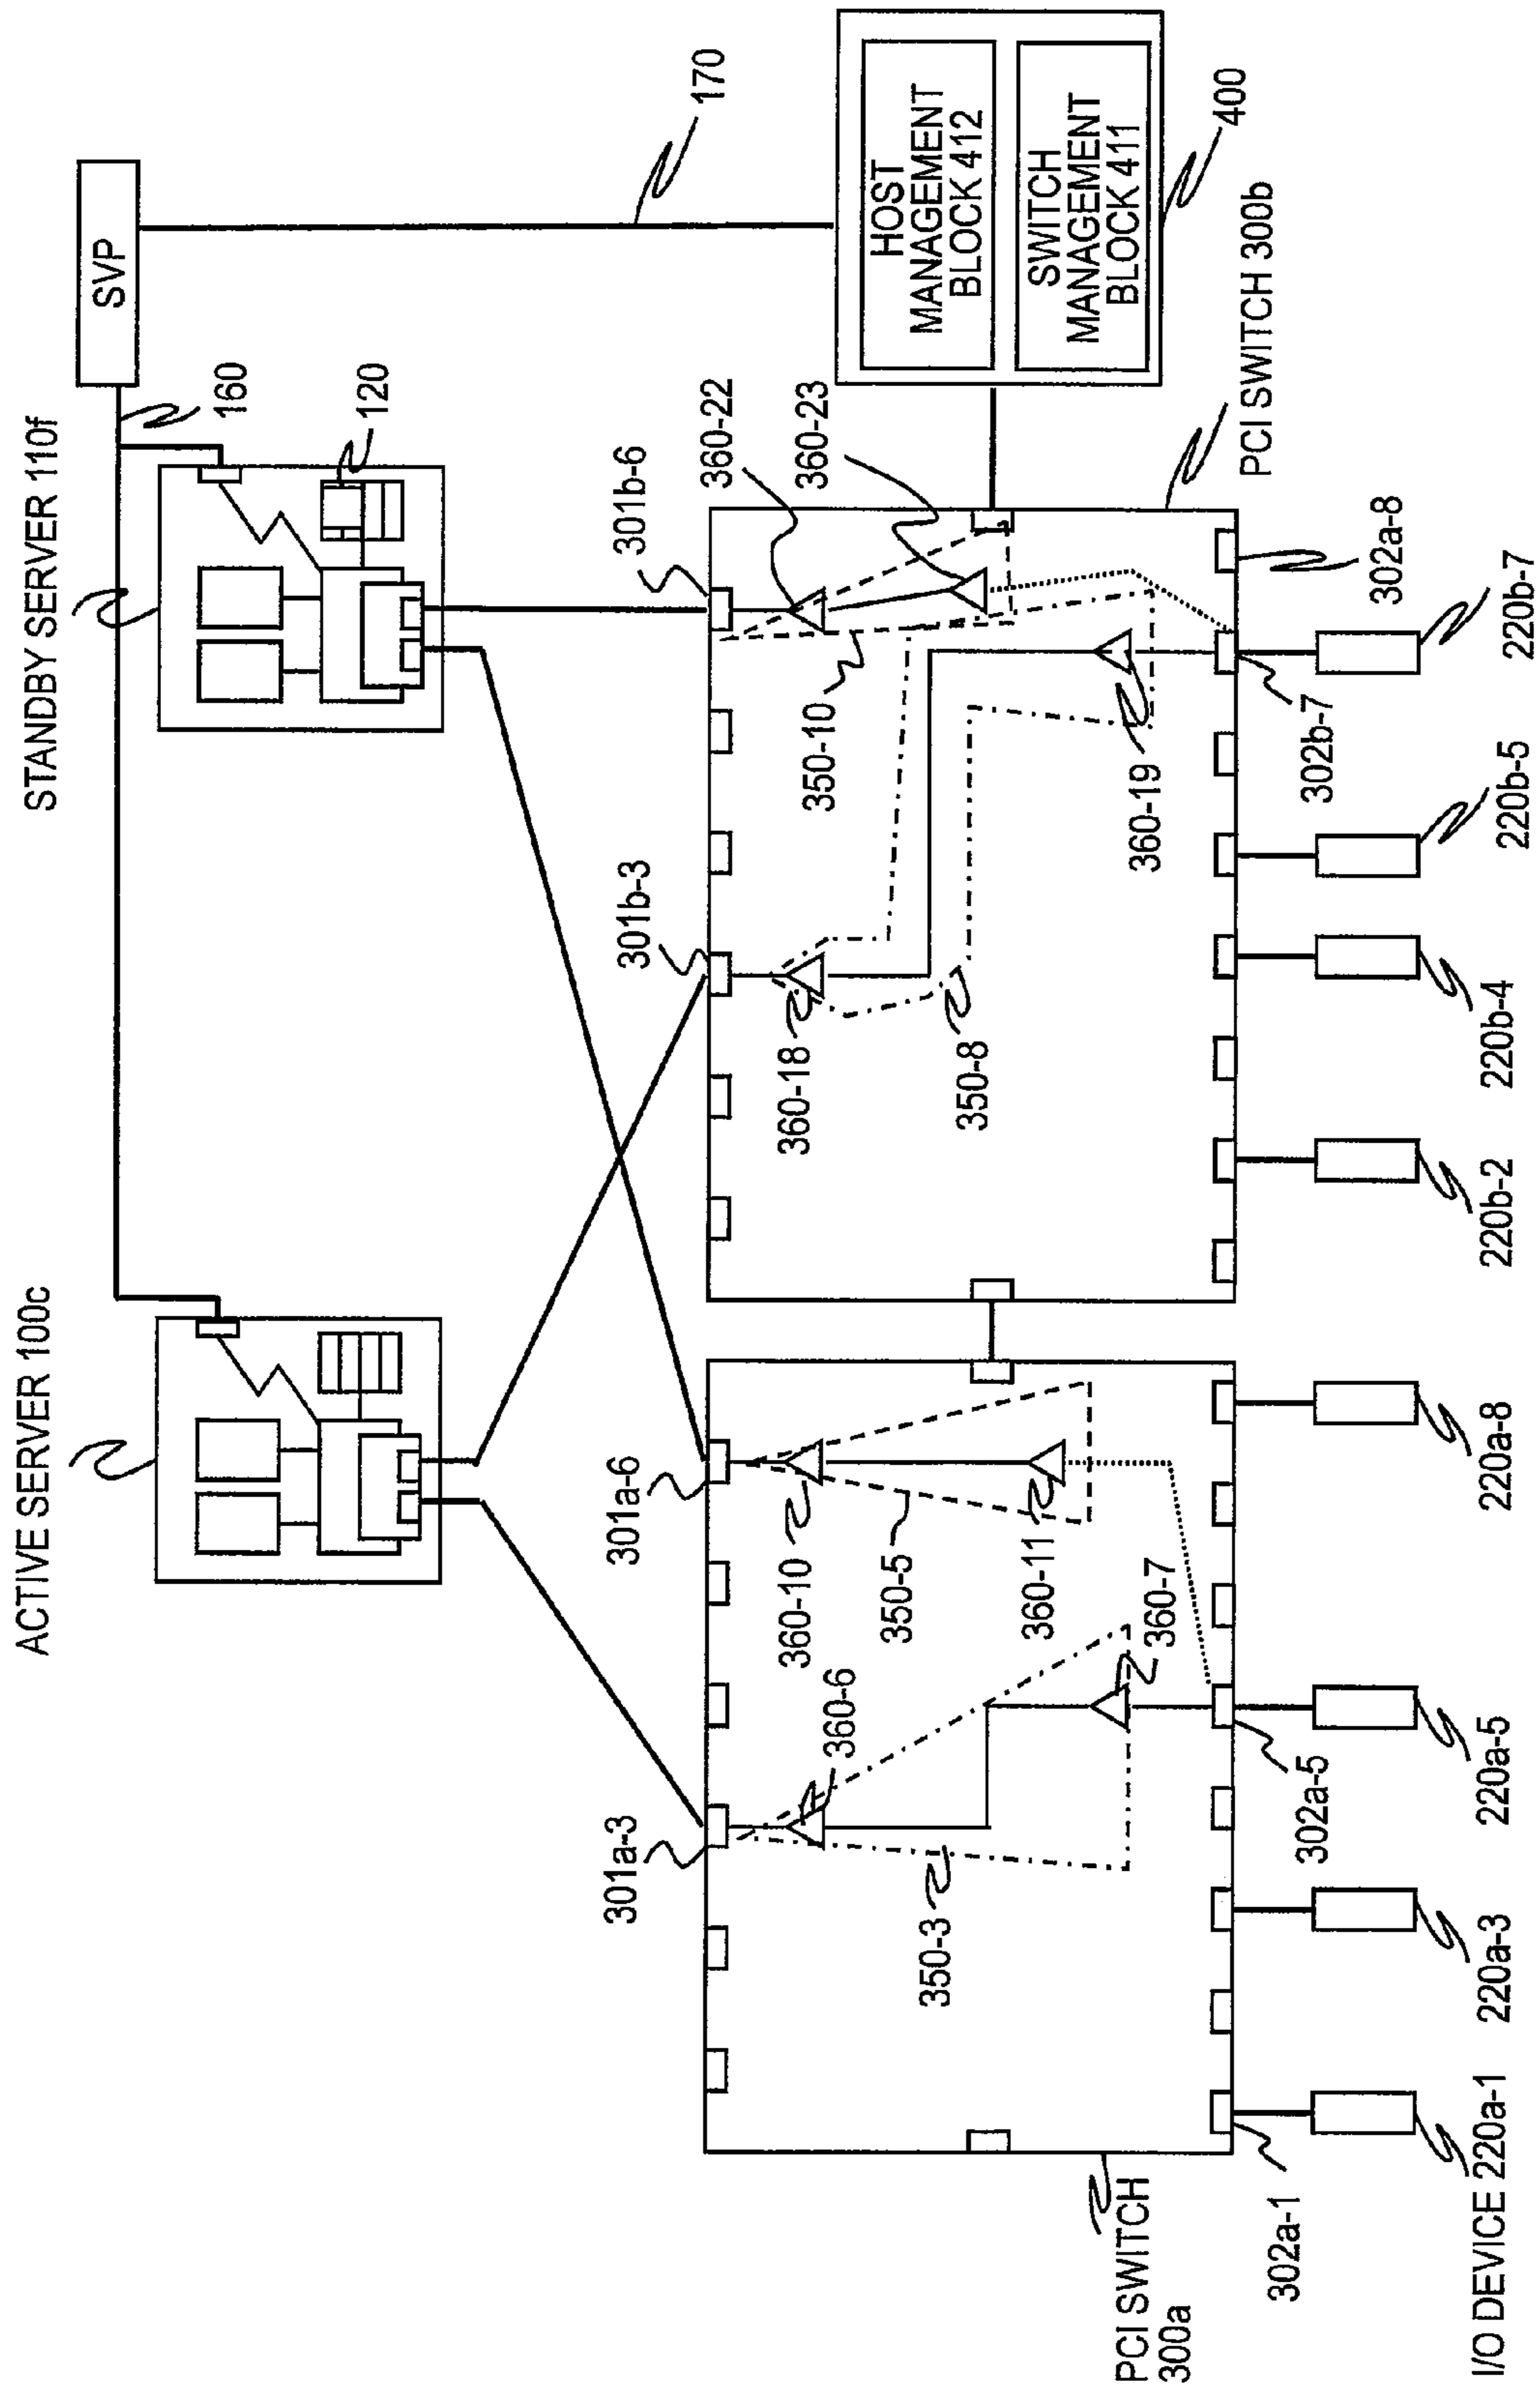 ACTIVE SERVER 100c
STANDBY SERVER 110f
SVP
160
120
170
HOST
MANAGEMENT
BLOCK 412
SWITCH
MANAGEMENT
BLOCK 411
400
301a-3
301a-6
301b-3
301b-6
360-22
360-23
360-6
360-10
360-18
350-10
350-3
350-5
360-11
360-7
350-8
360-19
PCI SWITCH
300a
PCI SWITCH 300b
302a-1
302a-5
302b-7
302a-8
I/O DEVICE 220a-1
220a-3
220a-5
220a-8
220b-2
220b-4
220b-5
220b-7